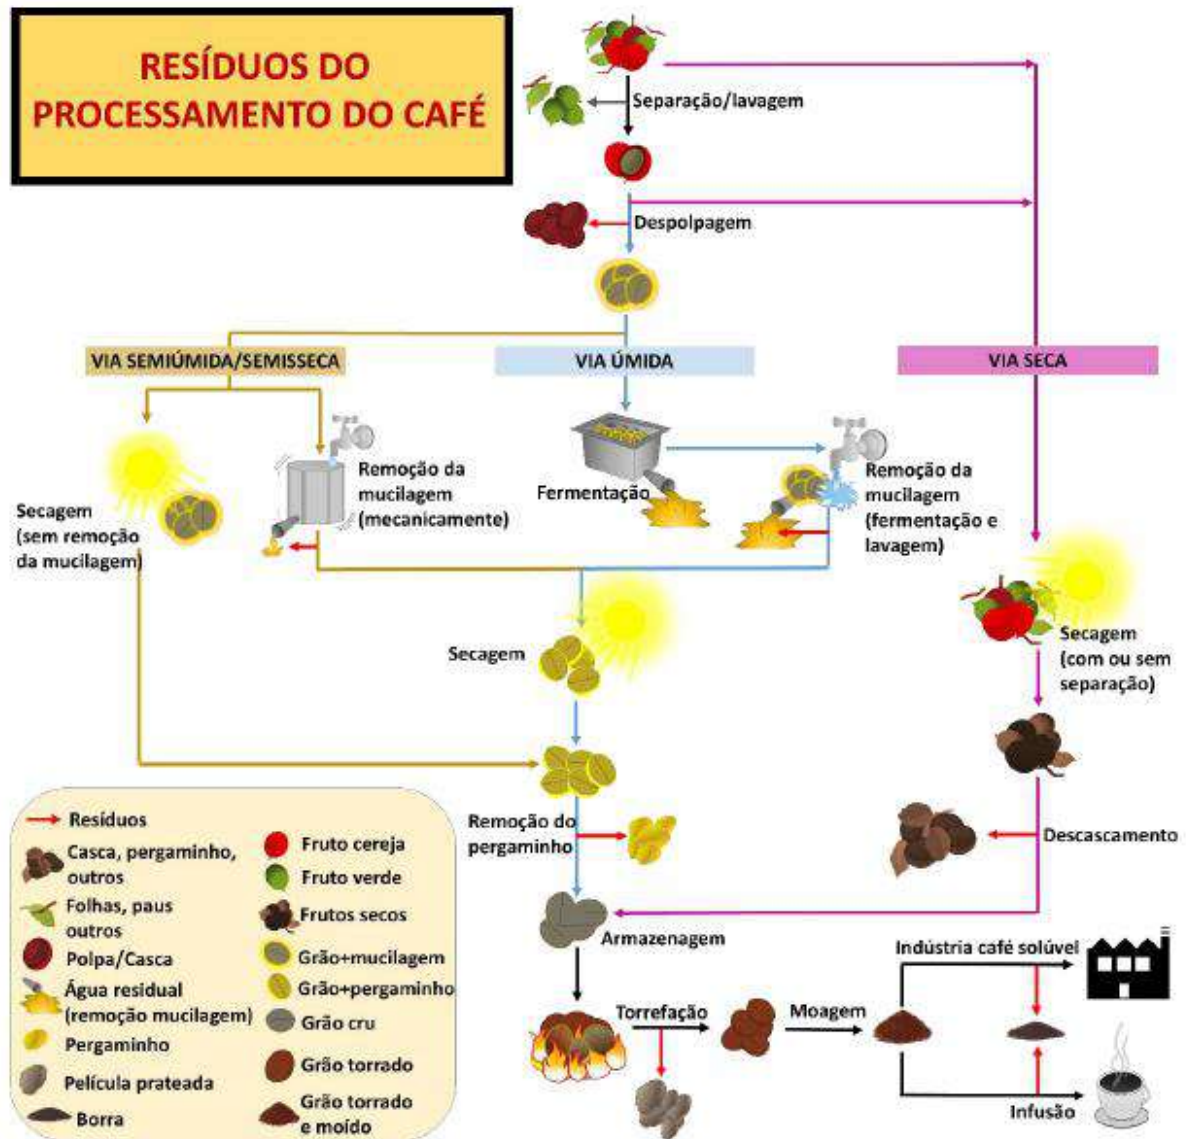 RESÍDUOS DO
PROCESSAMENTO DO CAFÉ
Separação/lavagem
Despolpagem
VIA SEMIÚMIDA/SEMISSECA
VIA ÚMIDA
VIA SECA
Secagem
(sem remoção
da mucilagem)
Remoção da
mucilagem
(mecanicamente)
Fermentação
Remoção da
mucilagem
(fermentação e
lavagem)
Secagem
Secagem
(com ou sem
separação)
Remoção do
pergaminho
Descascamento
Armazenagem
Torrefação
Moagem
Indústria café solúvel
Infusão
Resíduos
Casca, pergaminho,
outros
Folhas, paus
outros
Polpa/Casca
Água residual
(remoção mucilagem)
Pergaminho
Película prateada
Borra
Fruto cereja
Fruto verde
Frutos secos
Grão+mucilagem
Grão+pergaminho
Grão cru
Grão torrado
Grão torrado
e moído